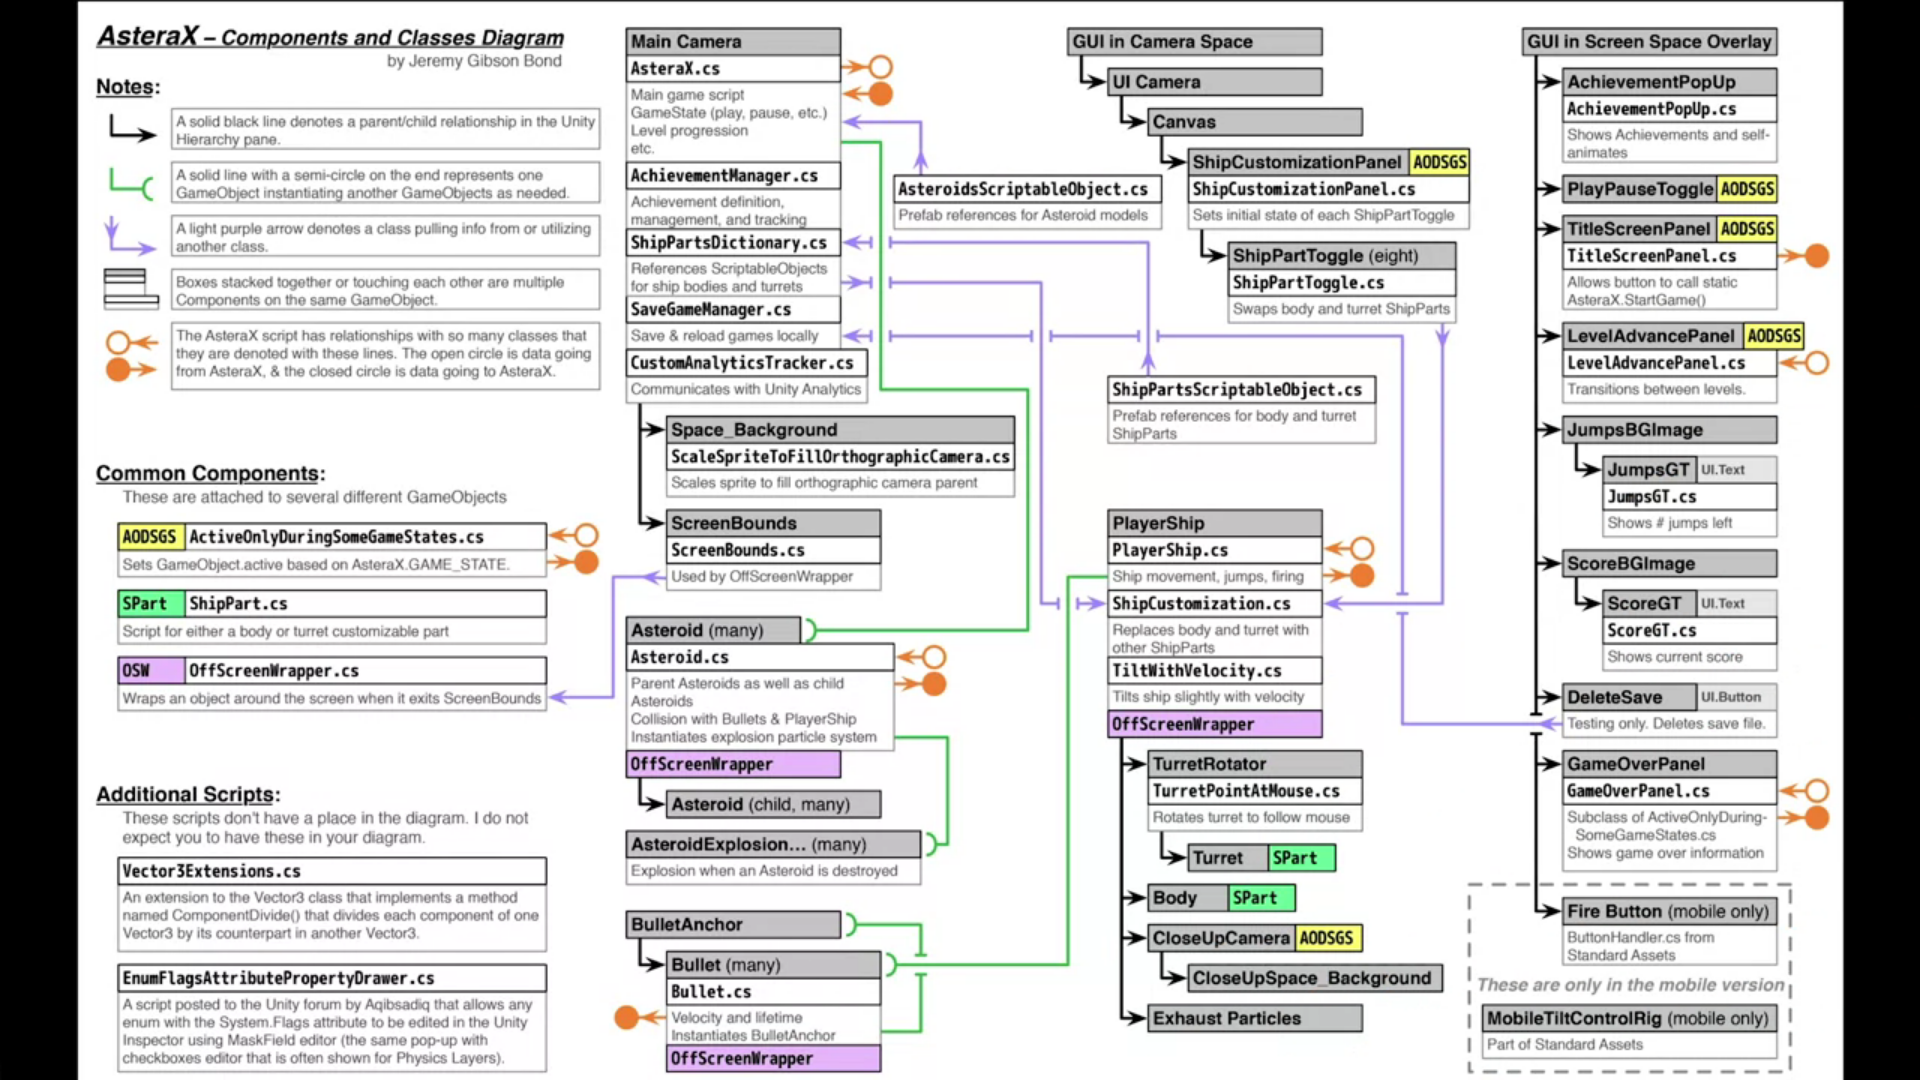 AsteraX – Components and Classes Diagram
by Jeremy Gibson Bond
Notes:
A solid black line denotes a parent/child relationship in the Unity
Hierarchy pane.
A solid line with a semi-circle on the end represents one
GameObject instantiating another GameObjects as needed.
A light purple arrow denotes a class pulling info from or utilizing
another class.
Boxes stacked together or touching each other are multiple
Components on the same GameObject.
The AsteraX script has relationships with so many classes that
they are denoted with these lines. The open circle is data going
from AsteraX, & the closed circle is data going to AsteraX.
Common Components:
These are attached to several different GameObjects
AODSGS ActiveOnlyDuringSomeGameStates.cs
Sets GameObject.active based on AsteraX.GAME_STATE.
SPart ShipPart.cs
Script for either a body or turret customizable part
OSW OffScreenWrapper.cs
Wraps an object around the screen when it exits ScreenBounds
Additional Scripts:
These scripts don't have a place in the diagram. I do not
expect you to have these in your diagram.
Vector3Extensions.cs
An extension to the Vector3 class that implements a method
named ComponentDivide() that divides each component of one
Vector3 by its counterpart in another Vector3.
EnumFlagsAttributePropertyDrawer.cs
A script posted to the Unity forum by Aqibsadiq that allows any
enum with the System.Flags attribute to be edited in the Unity
Inspector using MaskField editor (the same pop-up with
checkboxes editor that is often shown for Physics Layers).
Main Camera
AsteraX.cs
Main game script
GameState (play, pause, etc.)
Level progression
etc.
AchievementManager.cs
Achievement definition,
management, and tracking
ShipPartsDictionary.cs
References ScriptableObjects
for ship bodies and turrets
SaveGameManager.cs
Save & reload games locally
CustomAnalyticsTracker.cs
Communicates with Unity Analytics
Space_Background
ScaleSpriteToFillOrthographicCamera.cs
Scales sprite to fill orthographic camera parent
ScreenBounds
ScreenBounds.cs
Used by OffScreenWrapper
Asteroid (many)
Asteroid.cs
Parent Asteroids as well as child
Asteroids
Collision with Bullets & PlayerShip
Instantiates explosion particle system
OffScreenWrapper
Asteroid (child, many)
AsteroidExplosion... (many)
Explosion when an Asteroid is destroyed
BulletAnchor
Bullet (many)
Bullet.cs
Velocity and lifetime
Instantiates BulletAnchor
OffScreenWrapper
AsteroidsScriptableObject.cs
Prefab references for Asteroid models
GUI in Camera Space
UI Camera
Canvas
ShipCustomizationPanel AODSGS
ShipCustomizationPanel.cs
Sets initial state of each ShipPartToggle
ShipPartToggle (eight)
ShipPartToggle.cs
Swaps body and turret ShipParts
ShipPartsScriptableObject.cs
Prefab references for body and turret
ShipParts
PlayerShip
PlayerShip.cs
Ship movement, jumps, firing
ShipCustomization.cs
Replaces body and turret with
other ShipParts
TiltWithVelocity.cs
Tilts ship slightly with velocity
OffScreenWrapper
TurretRotator
TurretPointAtMouse.cs
Rotates turret to follow mouse
Turret SPart
Body SPart
CloseUpCamera AODSGS
CloseUpSpace_Background
Exhaust Particles
GUI in Screen Space Overlay
AchievementPopUp
AchievementPopUp.cs
Shows Achievements and self-
animates
PlayPauseToggle AODSGS
TitleScreenPanel AODSGS
TitleScreenPanel.cs
Allows button to call static
AsteraX.StartGame()
LevelAdvancePanel AODSGS
LevelAdvancePanel.cs
Transitions between levels.
JumpsBGImage
JumpsGT UI.Text
JumpsGT.cs
Shows # jumps left
ScoreBGImage
ScoreGT UI.Text
ScoreGT.cs
Shows current score
DeleteSave UI.Button
Testing only. Deletes save file.
GameOverPanel
GameOverPanel.cs
Subclass of ActiveOnlyDuring-
SomeGameStates.cs
Shows game over information
Fire Button (mobile only)
ButtonHandler.cs from
Standard Assets
These are only in the mobile version
MobileTiltControlRig (mobile only)
Part of Standard Assets